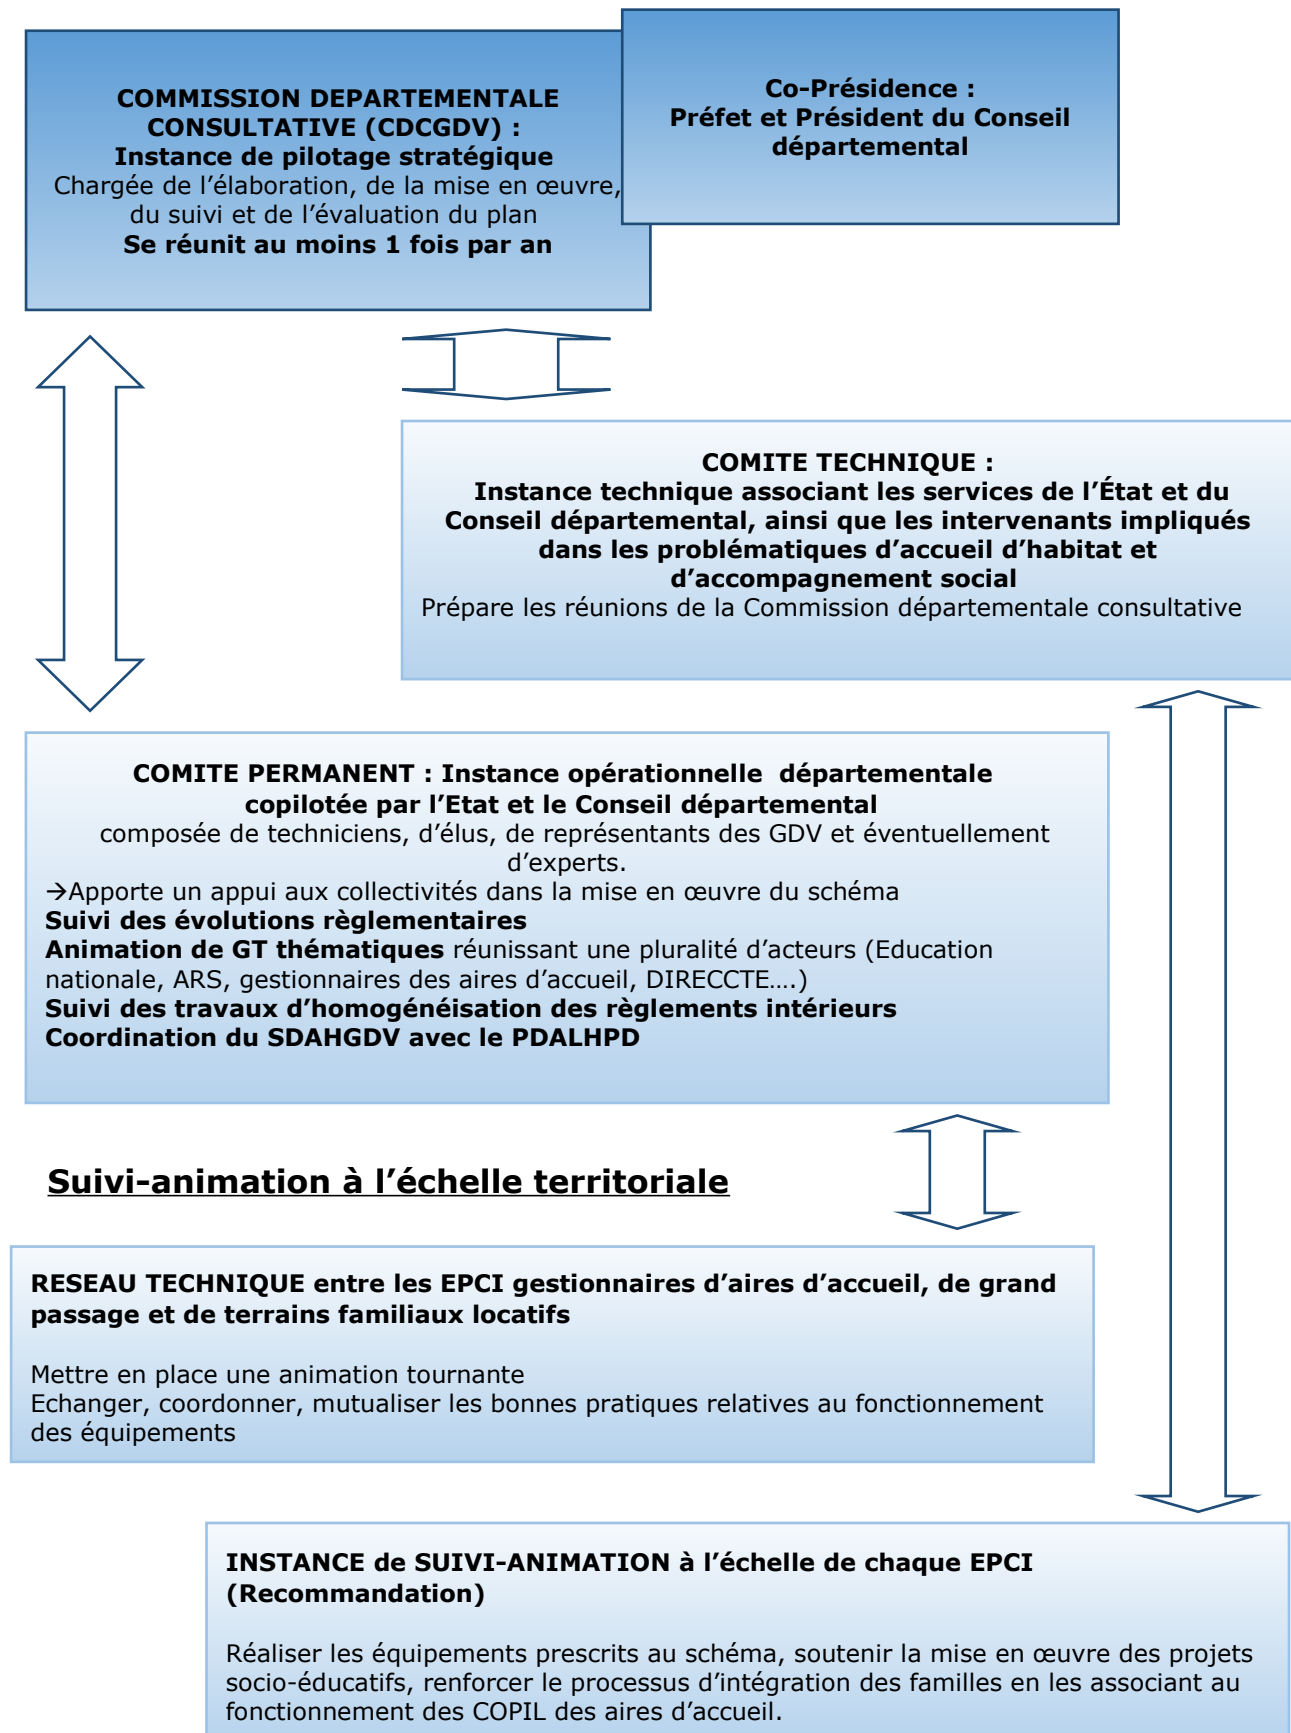 COMMISSION DEPARTEMENTALE
CONSULTATIVE (CDCGDV) :
Instance de pilotage stratégique
Chargée de l’élaboration, de la mise en œuvre,
du suivi et de l’évaluation du plan
Se réunit au moins 1 fois par an
Co-Présidence :
Préfet et Président du Conseil
départemental
COMITE TECHNIQUE :
Instance technique associant les services de l’État et du
Conseil départemental, ainsi que les intervenants impliqués
dans les problématiques d’accueil d’habitat et
d’accompagnement social
Prépare les réunions de la Commission départementale consultative
COMITE PERMANENT : Instance opérationnelle départementale
copilotée par l’Etat et le Conseil départemental
composée de techniciens, d’élus, de représentants des GDV et éventuellement
d’experts.
→Apporte un appui aux collectivités dans la mise en œuvre du schéma
Suivi des évolutions règlementaires
Animation de GT thématiques réunissant une pluralité d’acteurs (Education
nationale, ARS, gestionnaires des aires d’accueil, DIRECCTE….)
Suivi des travaux d’homogénéisation des règlements intérieurs
Coordination du SDAHGDV avec le PDALHPD
Suivi-animation à l’échelle territoriale
RESEAU TECHNIQUE entre les EPCI gestionnaires d’aires d’accueil, de grand
passage et de terrains familiaux locatifs
Mettre en place une animation tournante
Echanger, coordonner, mutualiser les bonnes pratiques relatives au fonctionnement
des équipements
INSTANCE de SUIVI-ANIMATION à l’échelle de chaque EPCI
(Recommandation)
Réaliser les équipements prescrits au schéma, soutenir la mise en œuvre des projets
socio-éducatifs, renforcer le processus d’intégration des familles en les associant au
fonctionnement des COPIL des aires d’accueil.